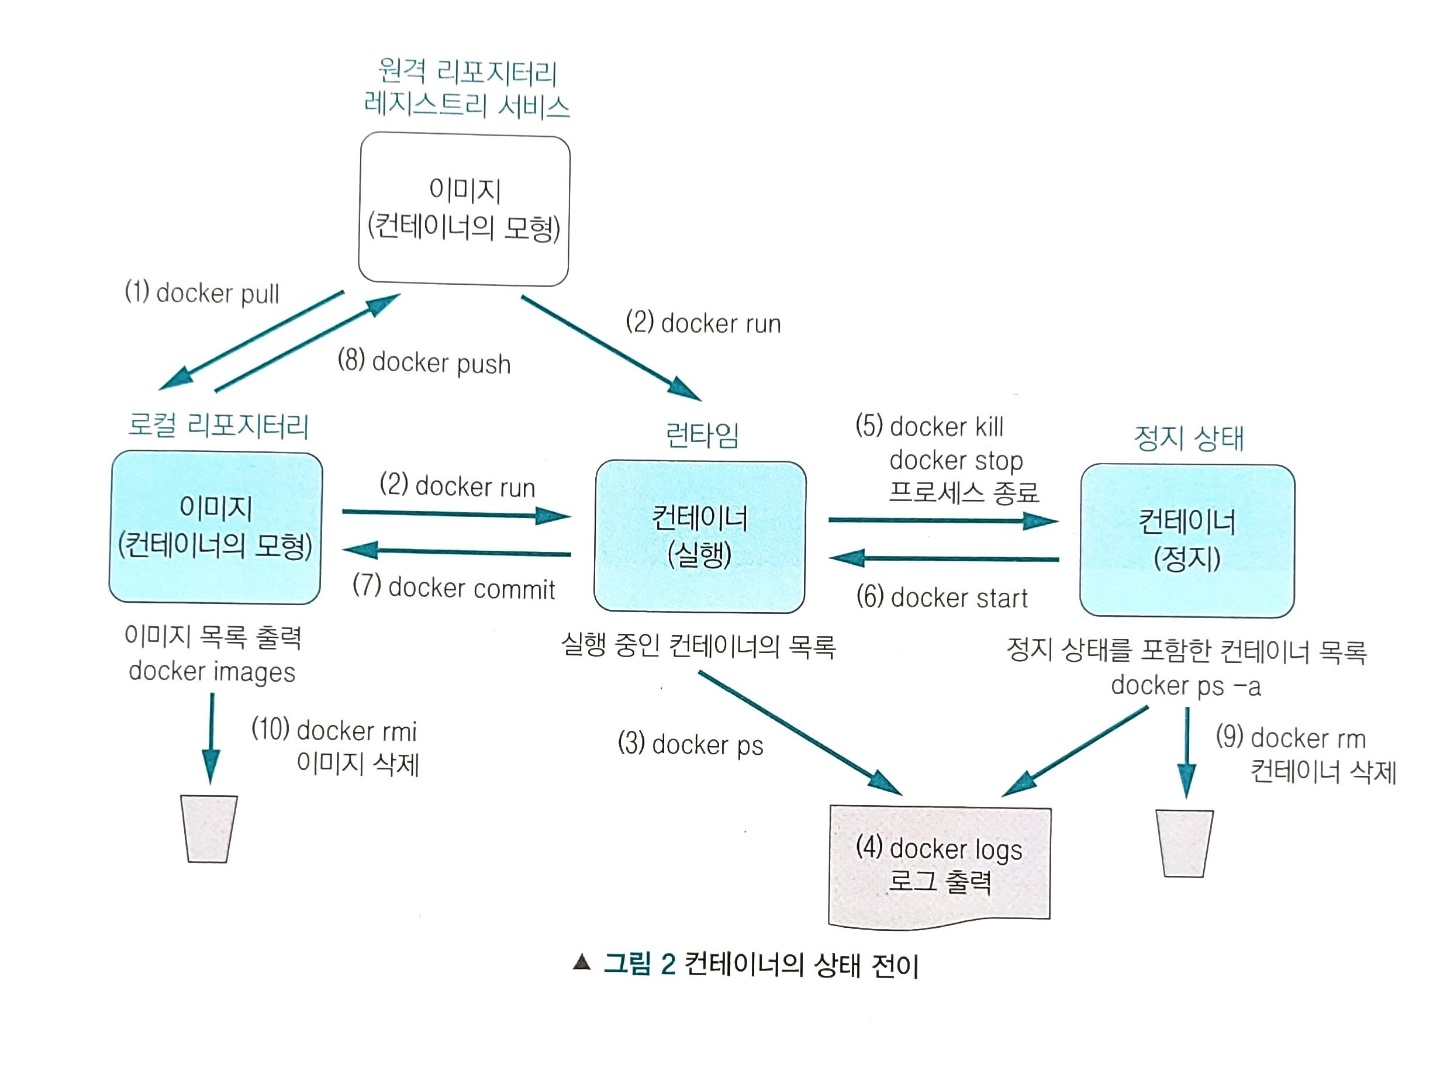 원격 리포지터리
레지스트리 서비스
이미지
(컨테이너의 모형)
(1) docker pull
(8) docker push
(2) docker run
로컬 리포지터리
이미지
(컨테이너의 모형)
(2) docker run
(7) docker commit
런타임
컨테이너
(실행)
(5) docker kill
docker stop
프로세스 종료
(6) docker start
정지 상태
컨테이너
(정지)
이미지 목록 출력
docker images
(10) docker rmi
이미지 삭제
실행 중인 컨테이너의 목록
(3) docker ps
정지 상태를 포함한 컨테이너 목록
docker ps –a
(9) docker rm
컨테이너 삭제
(4) docker logs
로그 출력
▲ 그림 2 컨테이너의 상태 전이